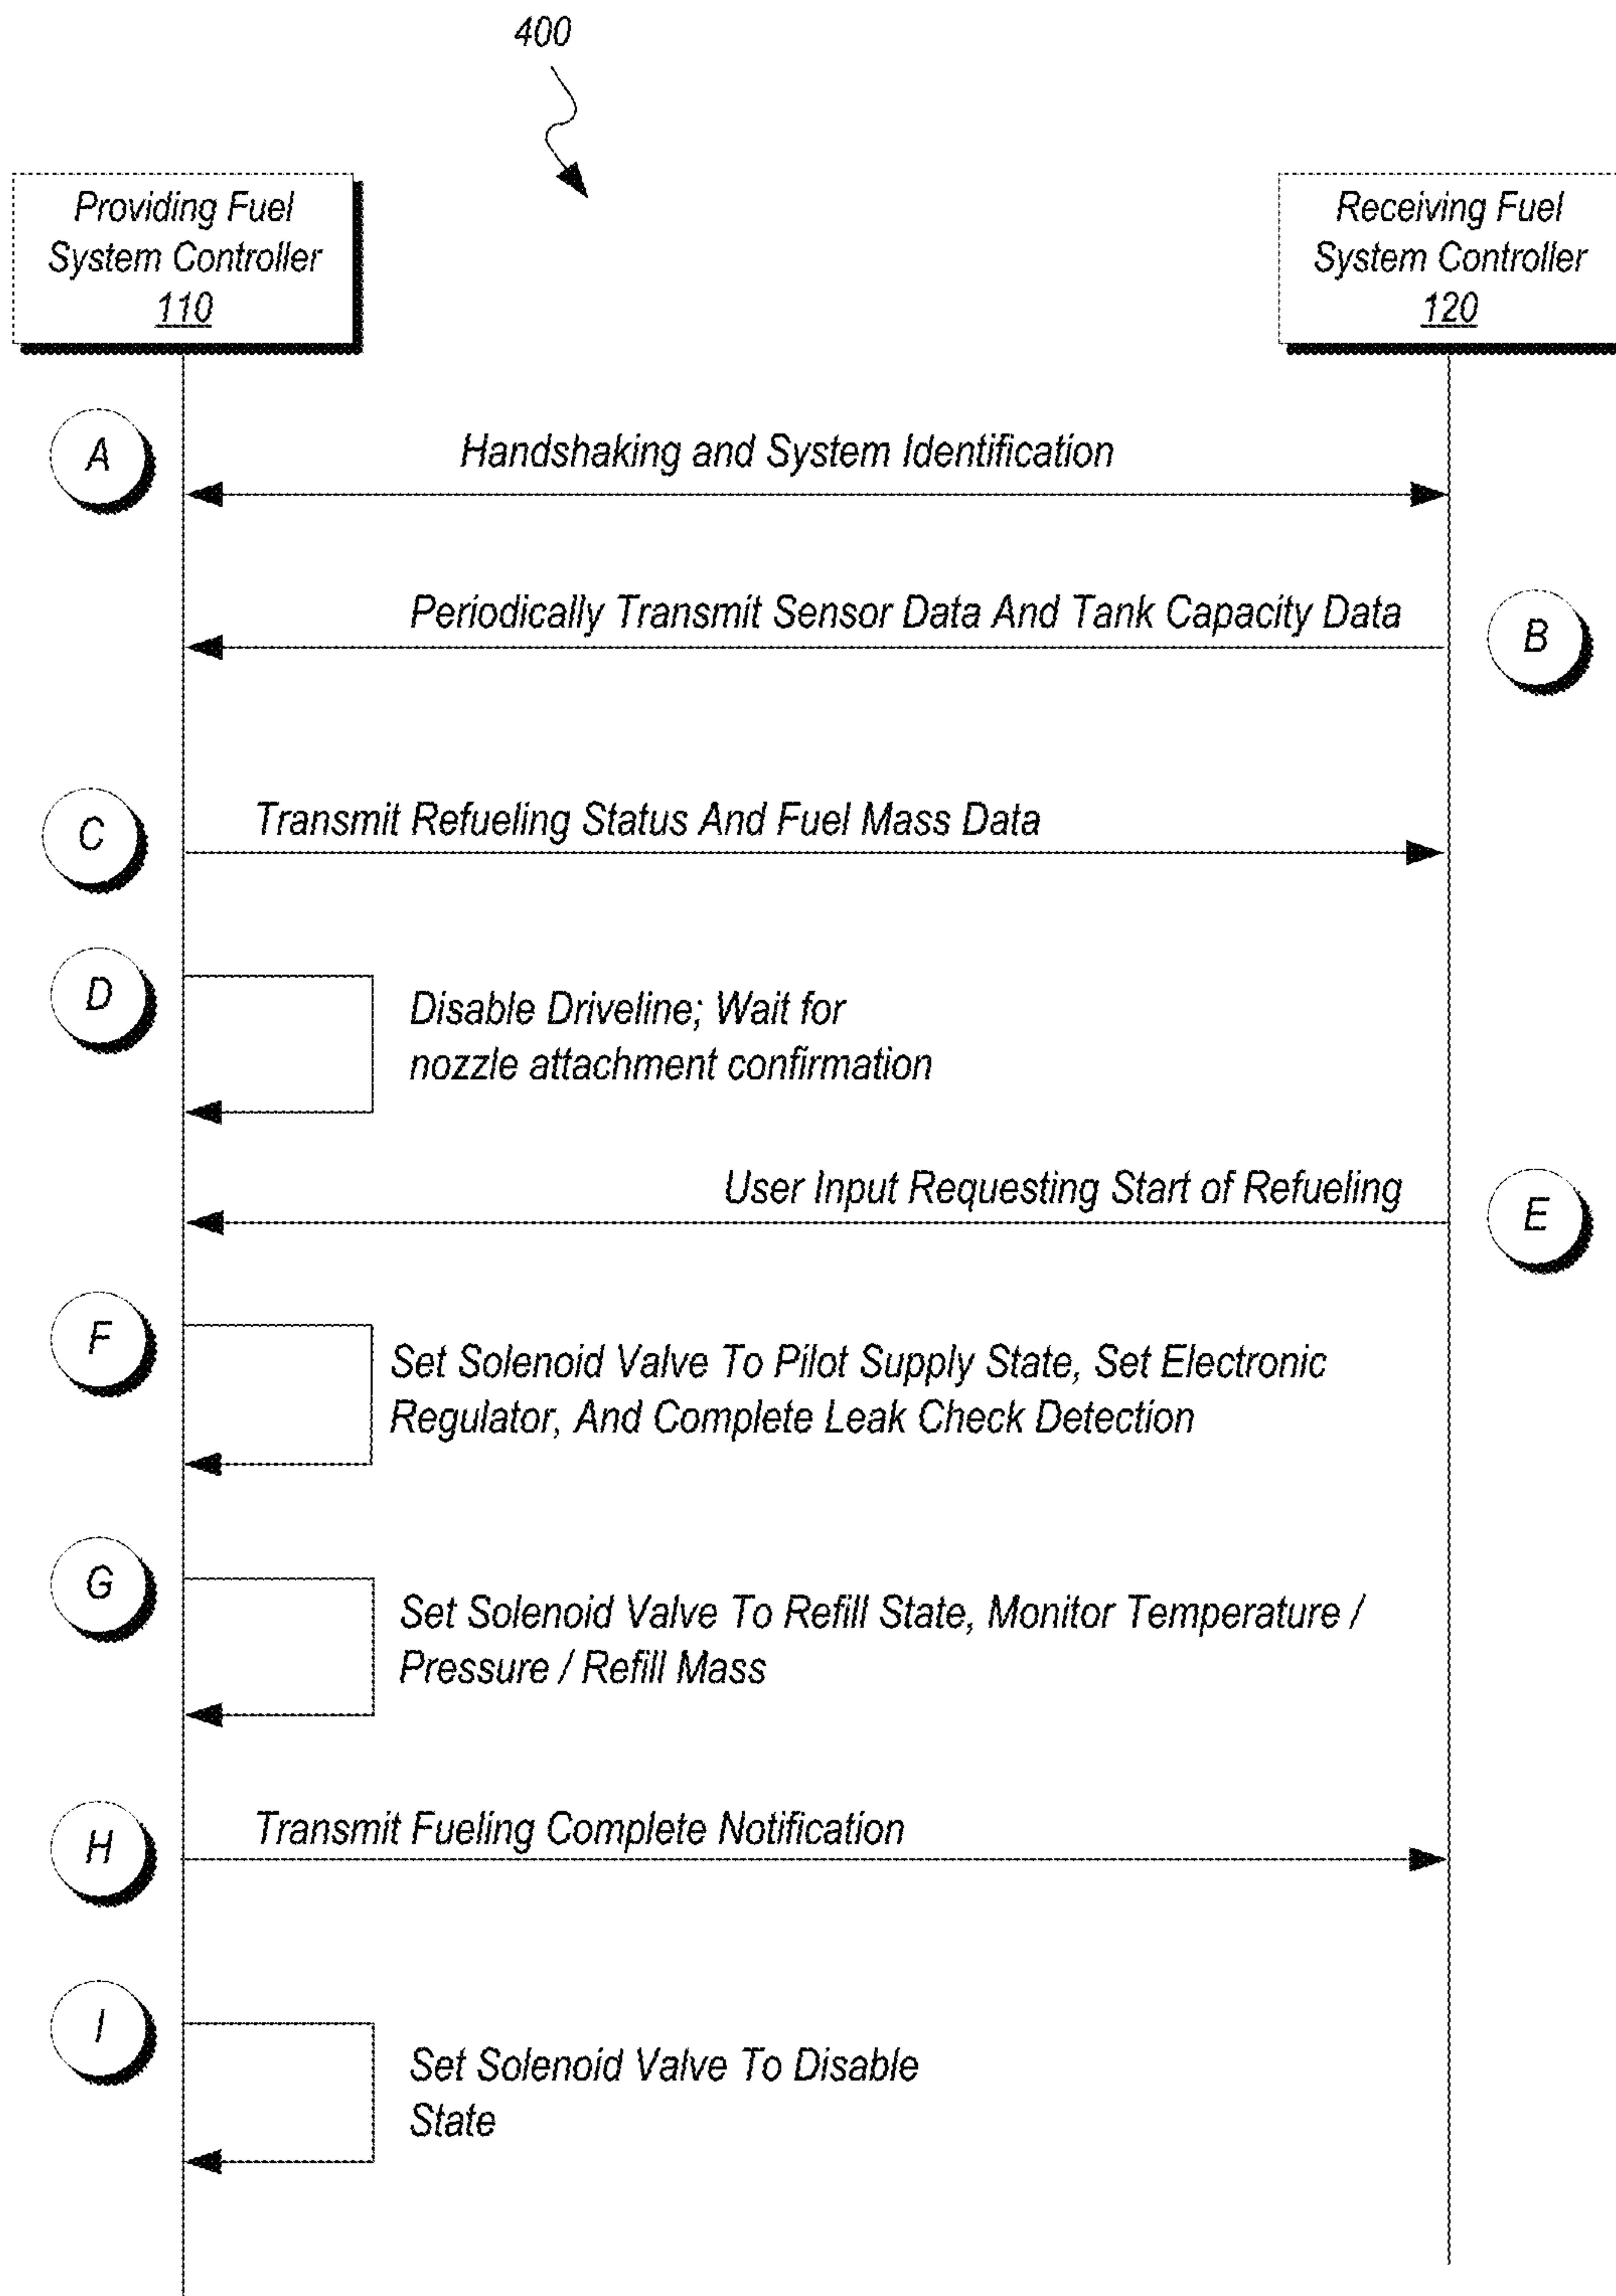 400
Providing Fuel
System Controller
110
Receiving Fuel
System Controller
120
A
Handshaking and System Identification
Periodically Transmit Sensor Data And Tank Capacity Data
B
C
Transmit Refueling Status And Fuel Mass Data
D
Disable Driveline; Wait for
nozzle attachment confirmation
User Input Requesting Start of Refueling
E
F
Set Solenoid Valve To Pilot Supply State, Set Electronic
Regulator, And Complete Leak Check Detection
G
Set Solenoid Valve To Refill State, Monitor Temperature /
Pressure / Refill Mass
H
Transmit Fueling Complete Notification
I
Set Solenoid Valve To Disable
State